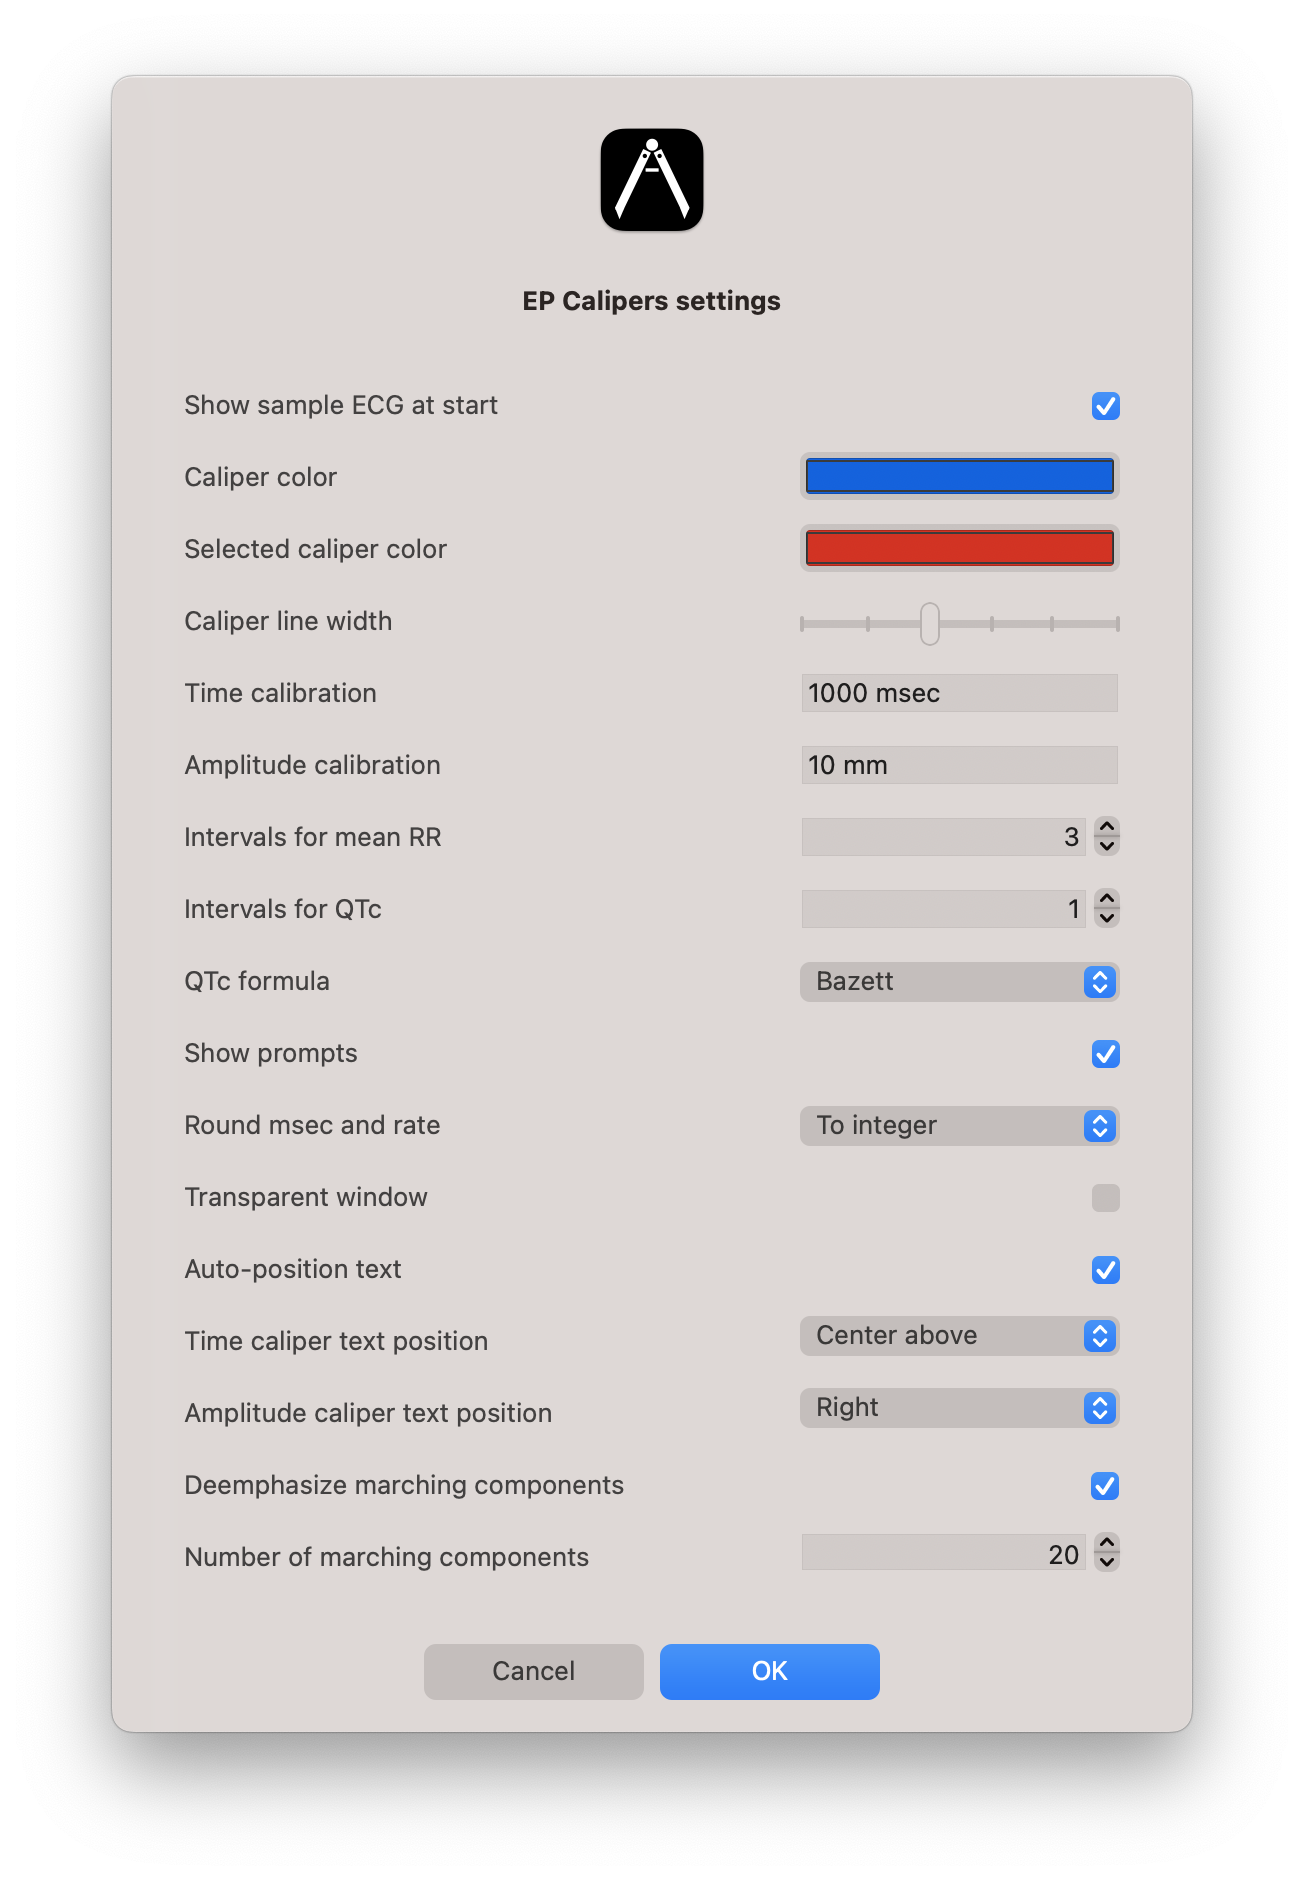 EP Calipers settings
Show sample ECG at start
Caliper color
Selected caliper color
Caliper line width
Time calibration 1000 msec
Amplitude calibration 10 mm
Intervals for mean RR 3
Intervals for QTc 1
QTc formula Bazett
Show prompts
Round msec and rate To integer
Transparent window
Auto-position text
Time caliper text position Center above
Amplitude caliper text position Right
Deemphasize marching components
Number of marching components 20
Cancel OK